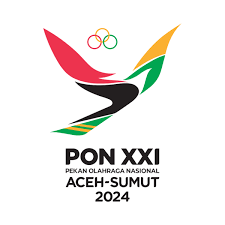 PON XXI
PEKAN OLAHRAGA NASIONAL
ACEH-SUMUT
2024